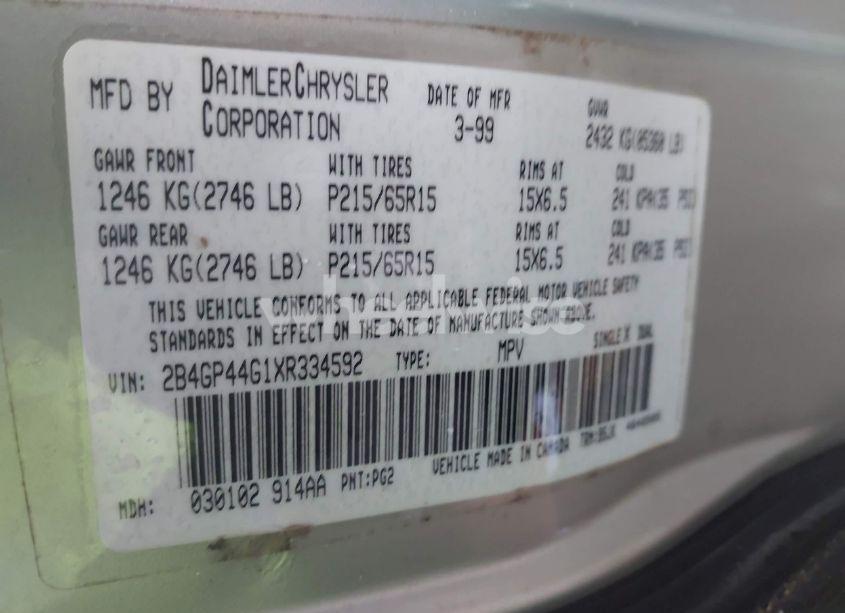 MFD BY DAIMLERCHRYSLER CORPORATION DATE OF MFR 3-99 GVWR 2432 KG(05360 LB)
GAWR FRONT WITH TIRES RIMS AT COLD
1246 KG(2746 LB) P215/65R15 15X6.5 241 KPA(35 PSI)
GAWR REAR WITH TIRES RIMS AT COLD
1246 KG(2746 LB) P215/65R15 15X6.5 241 KPA(35 PSI)
THIS VEHICLE CONFORMS TO ALL APPLICABLE FEDERAL MOTOR VEHICLE SAFETY
STANDARDS IN EFFECT ON THE DATE OF MANUFACTURE SHOWN ABOVE.
VIN: 2B4GP44G1XR334592 TYPE: MPV SINGLE X DUAL
MDH: 030102 914AA PNT:PG2 VEHICLE MADE IN CANADA